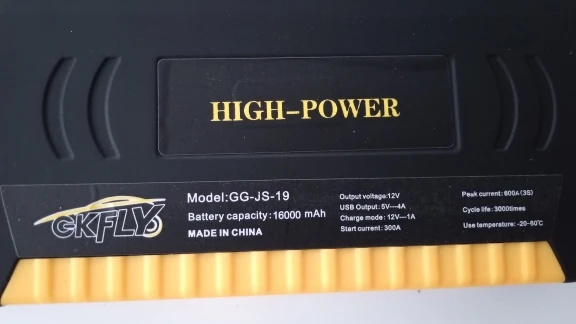 HIGH-POWER
GKFLY
Model:GG-JS-19
Battery capacity: 16000 mAh
MADE IN CHINA
Output voltage:12V
USB Output: 5V---4A
Charge mode: 12V---1A
Start current: 300A
Peak current: 600A(3S)
Cycle life: 3000times
Use temperature: -20-60℃